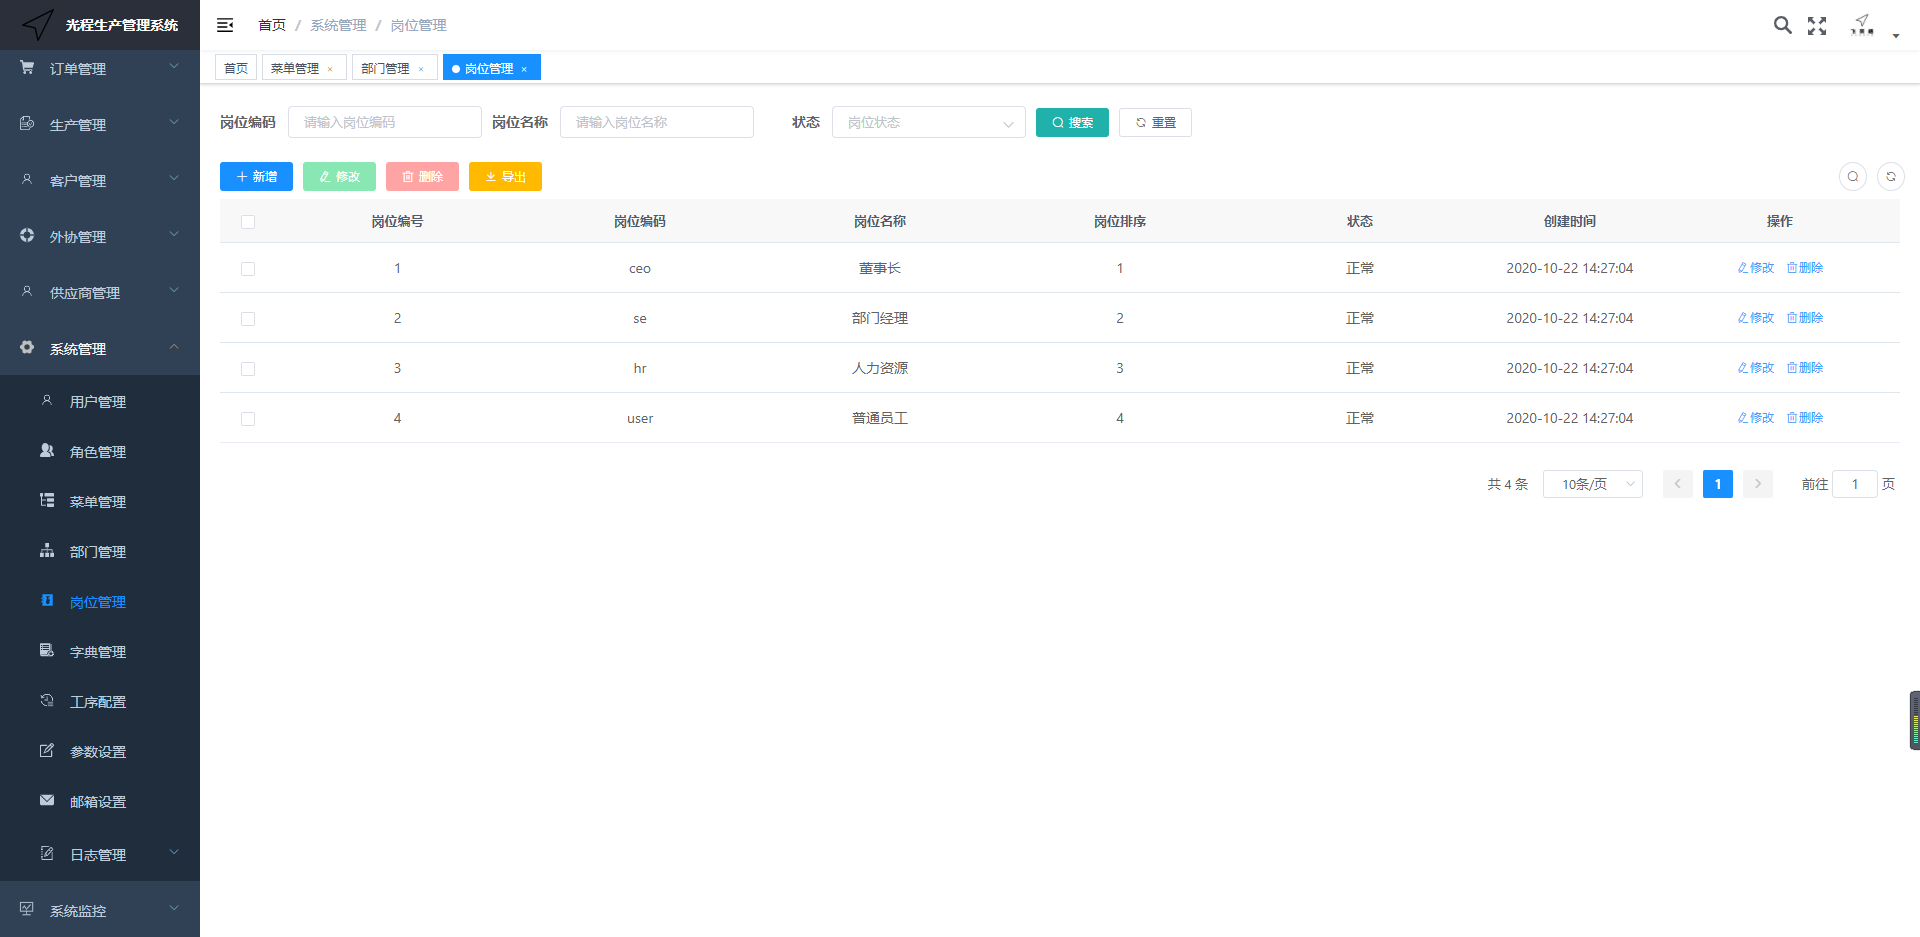 光程生产管理系统
首页 / 系统管理 / 岗位管理
首页 菜单管理 × 部门管理 × 岗位管理 ×
订单管理
生产管理
客户管理
外协管理
供应商管理
系统管理
用户管理
角色管理
菜单管理
部门管理
岗位管理
字典管理
工序配置
参数设置
邮箱设置
日志管理
系统监控
岗位编码 请输入岗位编码 岗位名称 请输入岗位名称 状态 岗位状态 搜索 重置
新增 修改 删除 导出
岗位编号 岗位编码 岗位名称 岗位排序 状态 创建时间 操作
1 ceo 董事长 1 正常 2020-10-22 14:27:04 修改 删除
2 se 部门经理 2 正常 2020-10-22 14:27:04 修改 删除
3 hr 人力资源 3 正常 2020-10-22 14:27:04 修改 删除
4 user 普通员工 4 正常 2020-10-22 14:27:04 修改 删除
共 4 条 10条/页 1 前往 1 页